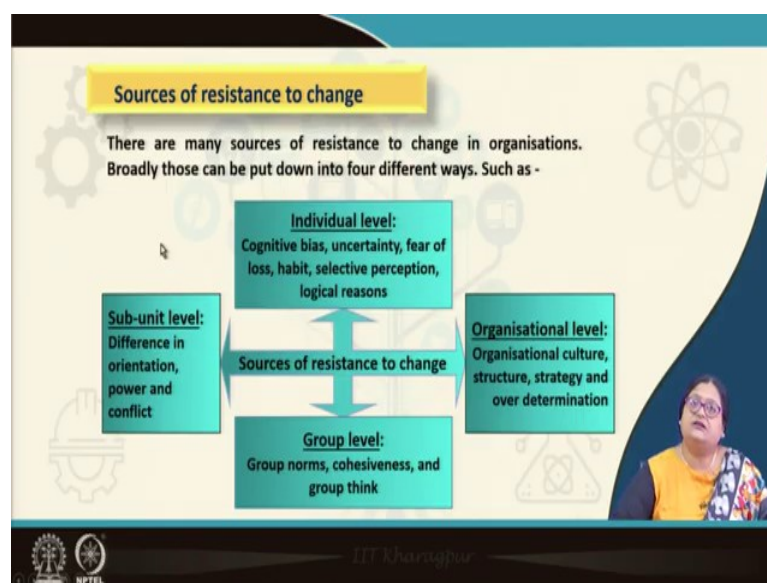 Sources of resistance to change
There are many sources of resistance to change in organisations.
Broadly those can be put down into four different ways. Such as -
Individual level:
Cognitive bias, uncertainty, fear of
loss, habit, selective perception,
logical reasons
Sub-unit level:
Difference in
orientation,
power and
conflict
Sources of resistance to change
Organisational level:
Organisational culture,
structure, strategy and
over determination
Group level:
Group norms, cohesiveness, and
group think
IIT Kharagpur
NPTEL